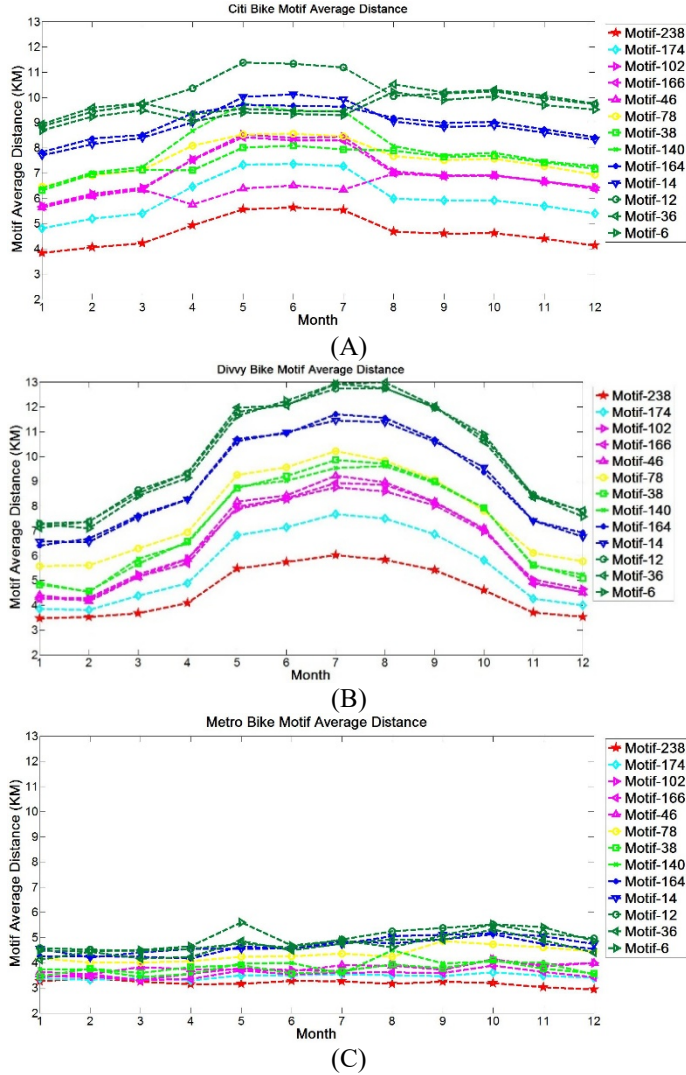 Citi Bike Motif Average Distance
Motif Average Distance (KM)
13
12
11
10
9
8
7
6
5
4
3
2
1 2 3 4 5 6 7 8 9 10 11 12
Month
Motif-238
Motif-174
Motif-102
Motif-166
Motif-46
Motif-78
Motif-38
Motif-140
Motif-164
Motif-14
Motif-12
Motif-36
Motif-6
(A)
Divvy Bike Motif Average Distance
Motif Average Distance (KM)
13
12
11
10
9
8
7
6
5
4
3
2
1 2 3 4 5 6 7 8 9 10 11 12
Month
Motif-238
Motif-174
Motif-102
Motif-166
Motif-46
Motif-78
Motif-38
Motif-140
Motif-164
Motif-14
Motif-12
Motif-36
Motif-6
(B)
Metro Bike Motif Average Distance
Motif Average Distance (KM)
13
12
11
10
9
8
7
6
5
4
3
2
1 2 3 4 5 6 7 8 9 10 11 12
Month
Motif-238
Motif-174
Motif-102
Motif-166
Motif-46
Motif-78
Motif-38
Motif-140
Motif-164
Motif-14
Motif-12
Motif-36
Motif-6
(C)